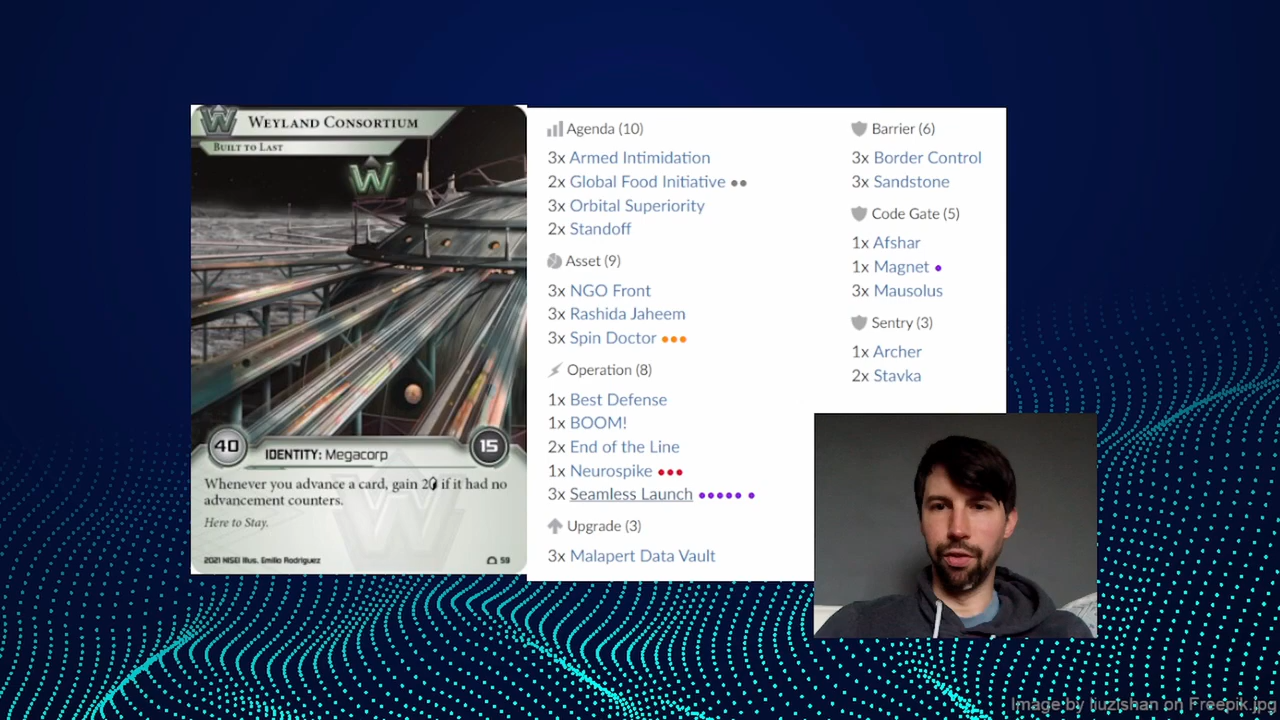 WEYLAND CONSORTIUM
BUILT TO LAST
W
40
IDENTITY: Megacorp
15
Whenever you advance a card, gain 2 if it had no
advancement counters.
Here to Stay.
2021 NISEI Illus. Emilio Rodriguez
59
Agenda (10)
3x Armed Intimidation
2x Global Food Initiative ●●
3x Orbital Superiority
2x Standoff
Asset (9)
3x NGO Front
3x Rashida Jaheem
3x Spin Doctor ●●●
Operation (8)
1x Best Defense
1x BOOM!
2x End of the Line
1x Neurospike ●●●
3x Seamless Launch ●●●●● ●
Upgrade (3)
3x Malapert Data Vault
Barrier (6)
3x Border Control
3x Sandstone
Code Gate (5)
1x Afshar
1x Magnet ●
3x Mausolus
Sentry (3)
1x Archer
2x Stavka
Image by liuzishan on Freepik.jpg